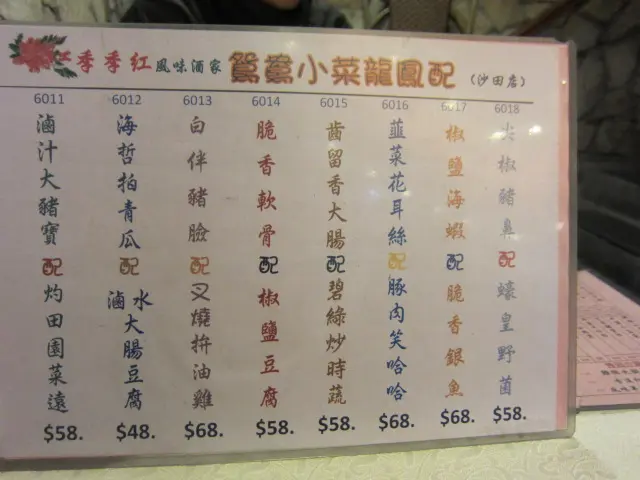 季季红風味酒家 鴛鴦小菜龍鳳配 (沙田店)
6011 6012 6013 6014 6015 6016 6017 6018
滷汁大豬寶配灼田園菜遠 $58.
海哲拍青瓜配滷水大腸豆腐 $48.
白伴豬臉配叉燒拚油雞 $68.
脆香軟骨配椒鹽豆腐 $58.
齒留香大腸配碧綠炒時蔬 $58.
韮菜花耳絲配豚肉笑哈哈 $68.
椒鹽海蝦配脆香銀魚 $68.
尖椒豬鼻配蠔皇野菌 $58.